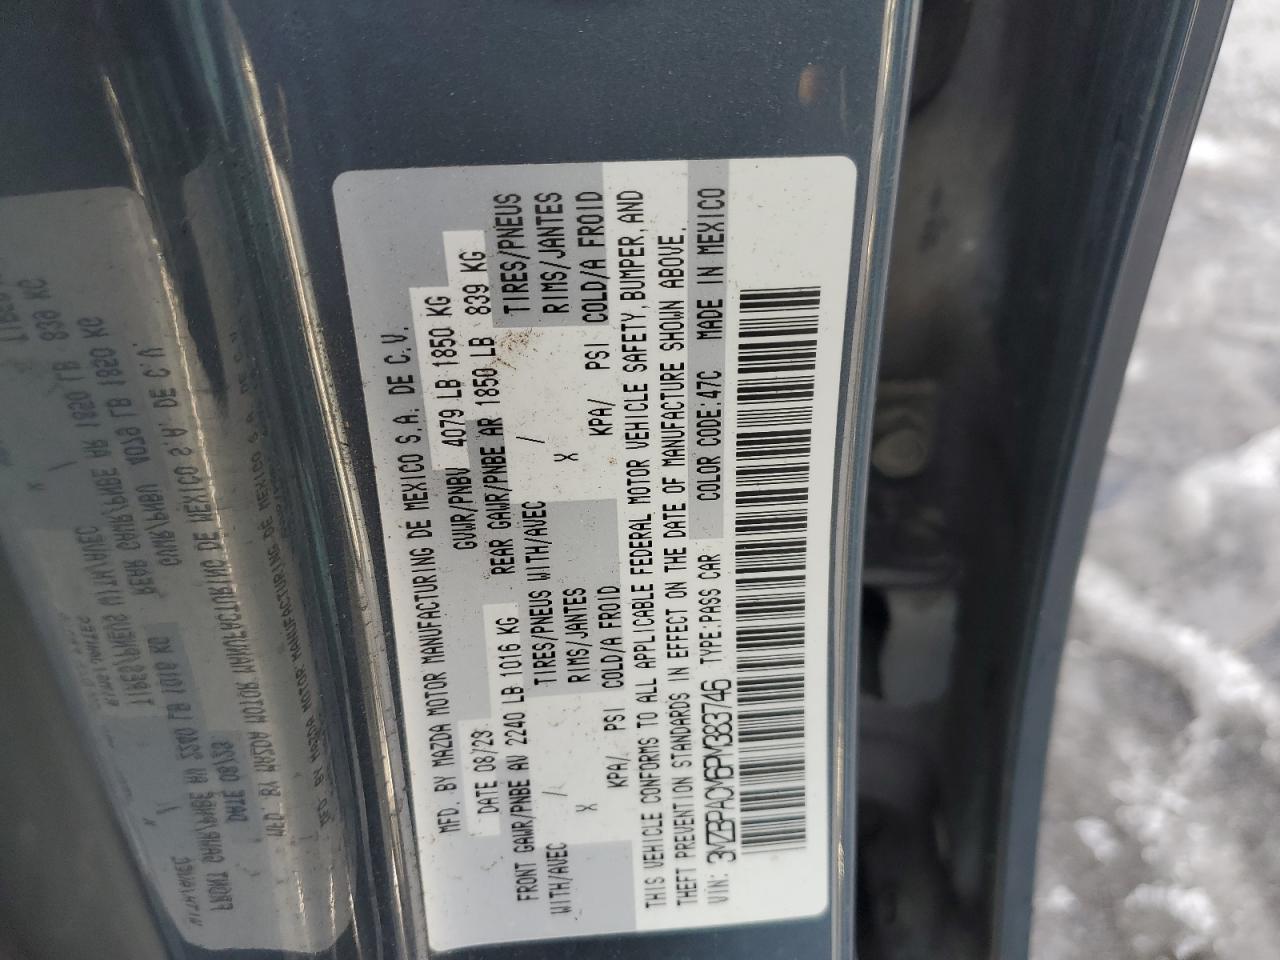 MFD. BY MAZDA MOTOR MANUFACTURING DE MEXICO S.A. DE C.V.
DATE 08/23 GVWR/PNBV 4079 LB 1850 KG
FRONT GAWR/PNBE AV 2240 LB 1016 KG REAR GAWR/PNBE AR 1850 LB 839 KG
WITH/AVEC / TIRES/PNEUS WITH/AVEC / TIRES/PNEUS
X RIMS/JANTES X RIMS/JANTES
KPA/ PSI COLD/A FROID KPA/ PSI COLD/A FROID
THIS VEHICLE CONFORMS TO ALL APPLICABLE FEDERAL MOTOR VEHICLE SAFETY, BUMPER, AND
THEFT PREVENTION STANDARDS IN EFFECT ON THE DATE OF MANUFACTURE SHOWN ABOVE.
VIN: 3MZBPACM6PM383746 TYPE:PASS CAR COLOR CODE:47C MADE IN MEXICO